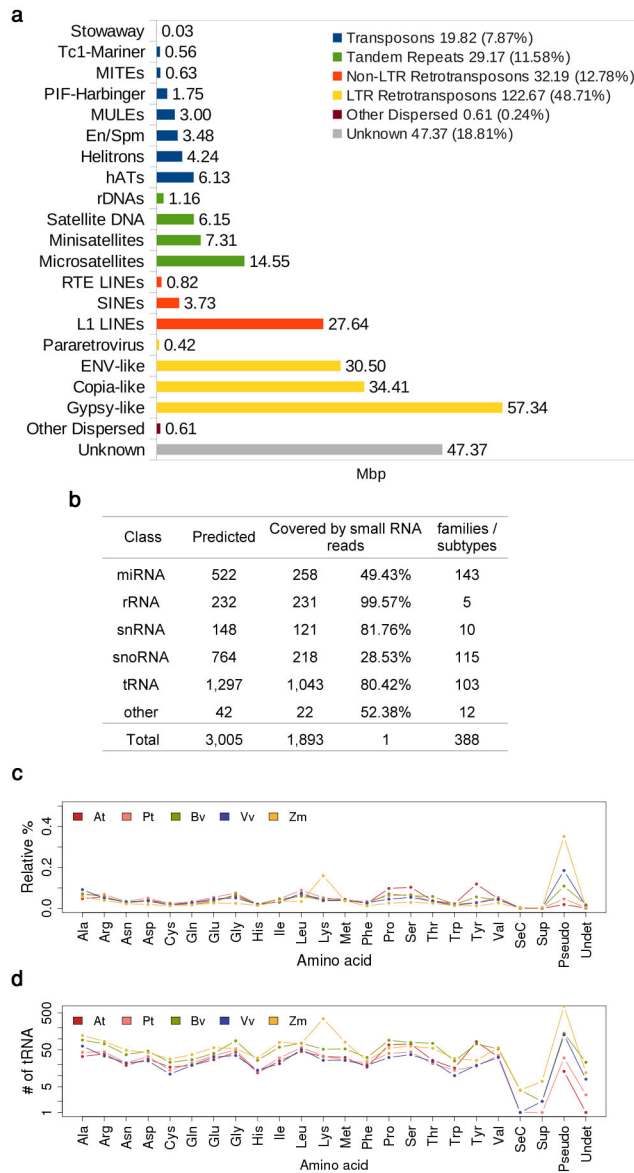 a
Stowaway 0.03
Tc1-Mariner 0.56
MITEs 0.63
PIF-Harbinger 1.75
MULEs 3.00
En/Spm 3.48
Helitrons 4.24
hATs 6.13
rDNAs 1.16
Satellite DNA 6.15
Minisatellites 7.31
Microsatellites 14.55
RTE LINEs 0.82
SINEs 3.73
L1 LINEs 27.64
Pararetrovirus 0.42
ENV-like 30.50
Copia-like 34.41
Gypsy-like 57.34
Other Dispersed 0.61
Unknown 47.37
Mbp
Transposons 19.82 (7.87%)
Tandem Repeats 29.17 (11.58%)
Non-LTR Retrotransposons 32.19 (12.78%)
LTR Retrotransposons 122.67 (48.71%)
Other Dispersed 0.61 (0.24%)
Unknown 47.37 (18.81%)
b
Class Predicted Covered by small RNA reads families / subtypes
miRNA 522 258 49.43% 143
rRNA 232 231 99.57% 5
snRNA 148 121 81.76% 10
snoRNA 764 218 28.53% 115
tRNA 1,297 1,043 80.42% 103
other 42 22 52.38% 12
Total 3,005 1,893 1 388
c
At Pt Bv Vv Zm
Relative %
0.4
0.2
0.0
Ala Arg Asn Asp Cys Gln Glu Gly His Ile Leu Lys Met Phe Pro Ser Thr Trp Tyr Val SeC Sup Pseudo Undet
Amino acid
d
At Pt Bv Vv Zm
# of tRNA
500
50
5
1
Ala Arg Asn Asp Cys Gln Glu Gly His Ile Leu Lys Met Phe Pro Ser Thr Trp Tyr Val SeC Sup Pseudo Undet
Amino acid